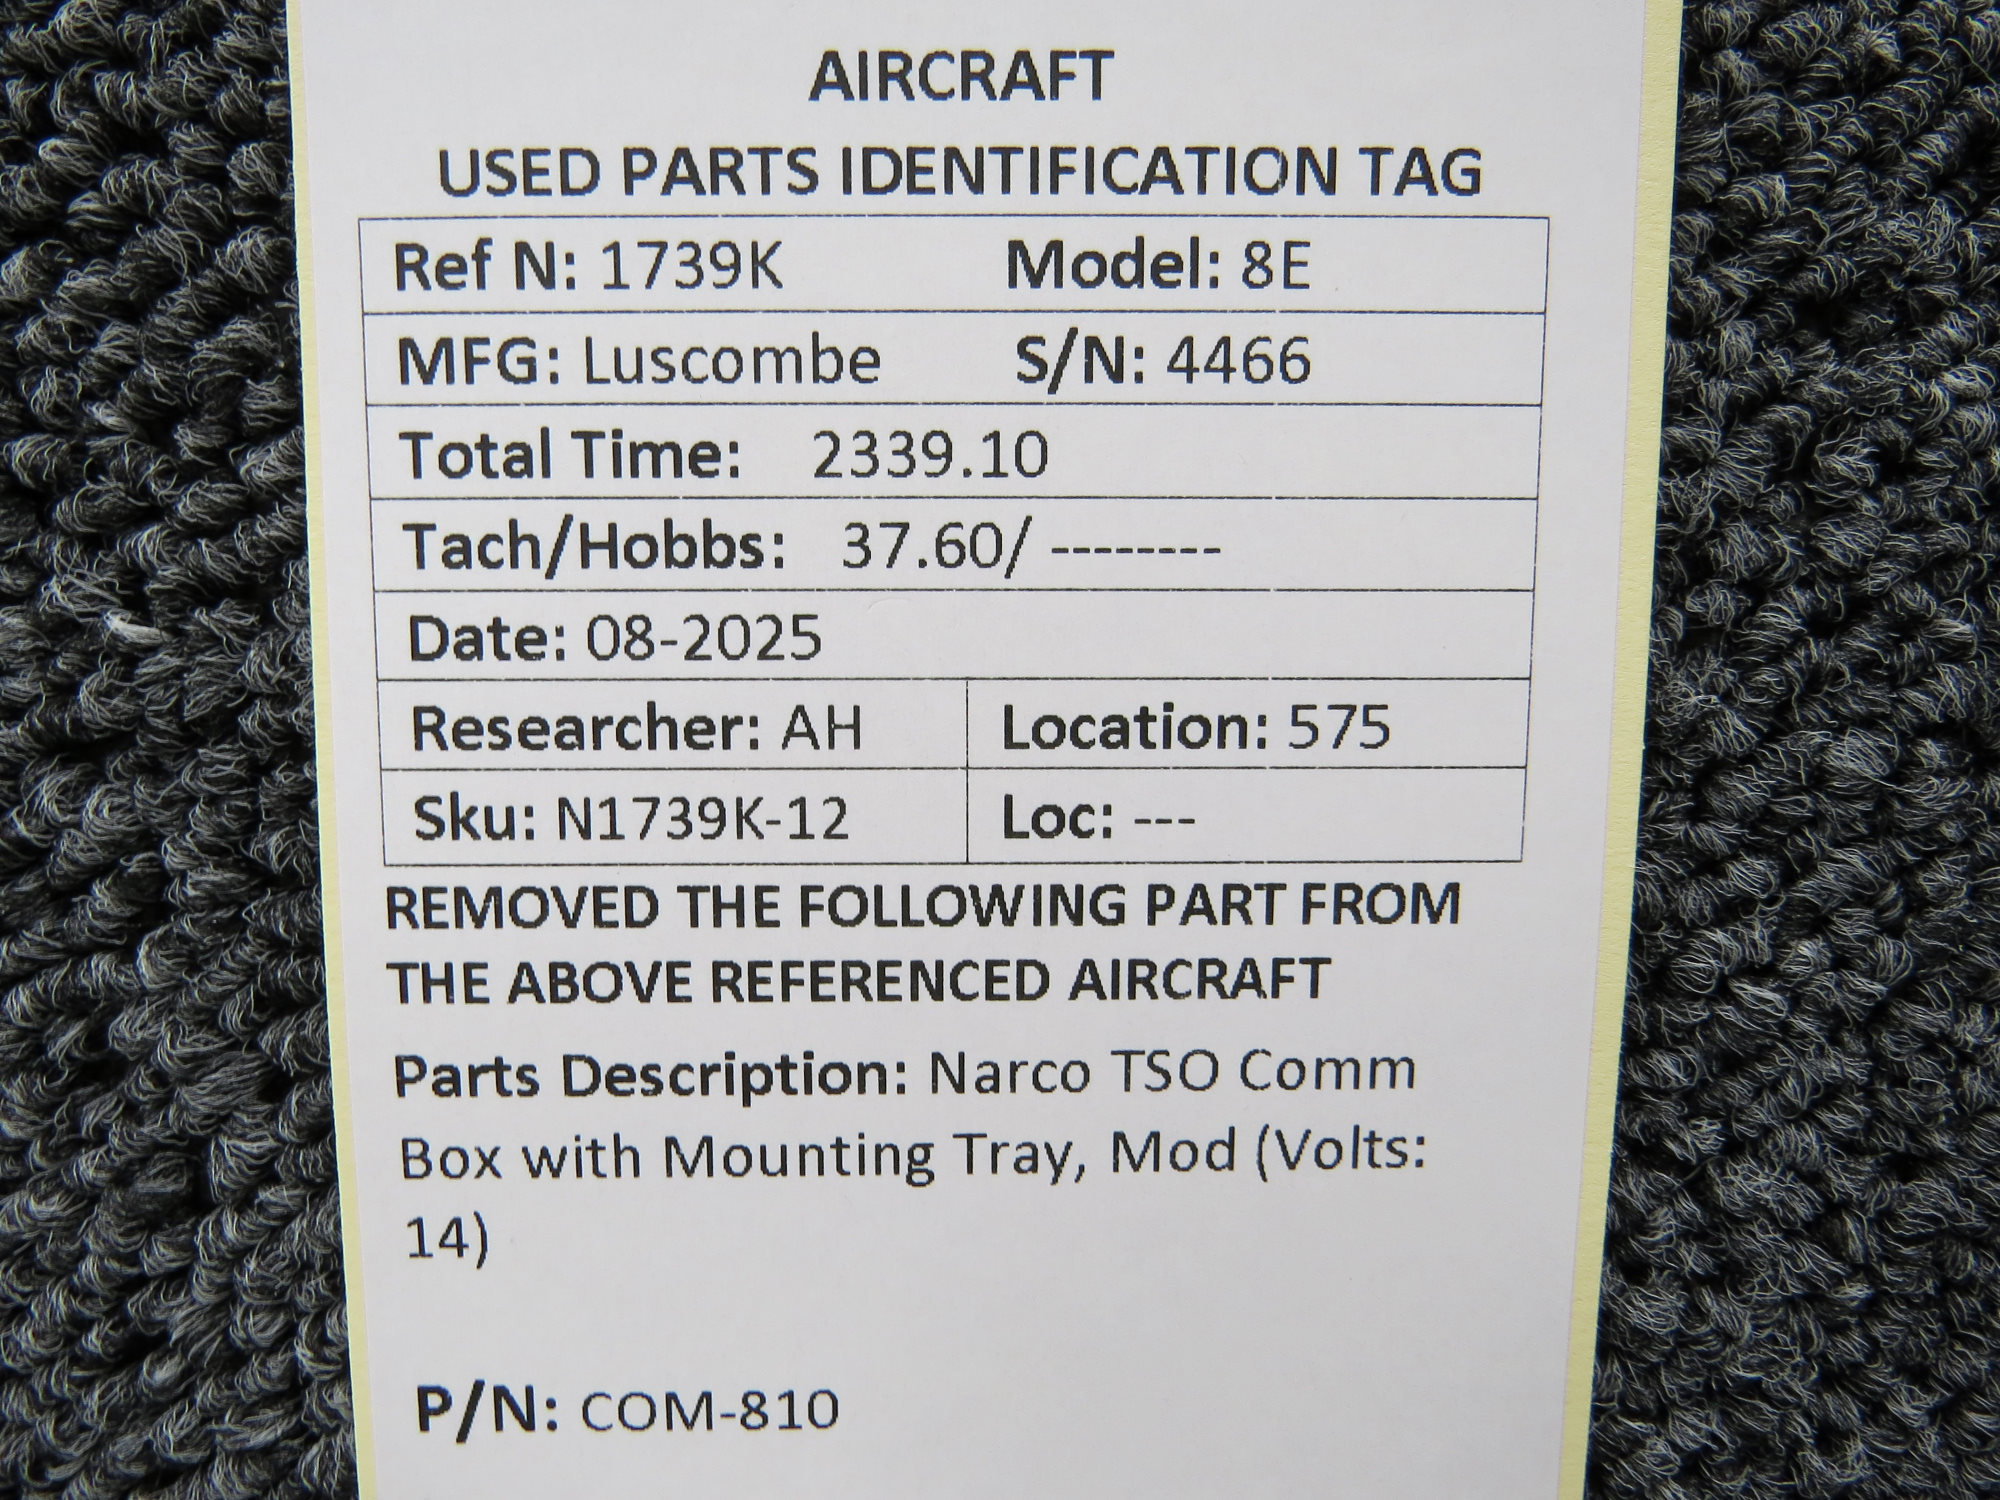 AIRCRAFT
USED PARTS IDENTIFICATION TAG
Ref N: 1739K Model: 8E
MFG: Luscombe S/N: 4466
Total Time: 2339.10
Tach/Hobbs: 37.60/ --------
Date: 08-2025
Researcher: AH Location: 575
Sku: N1739K-12 Loc: ---
REMOVED THE FOLLOWING PART FROM
THE ABOVE REFERENCED AIRCRAFT
Parts Description: Narco TSO Comm
Box with Mounting Tray, Mod (Volts:
14)
P/N: COM-810